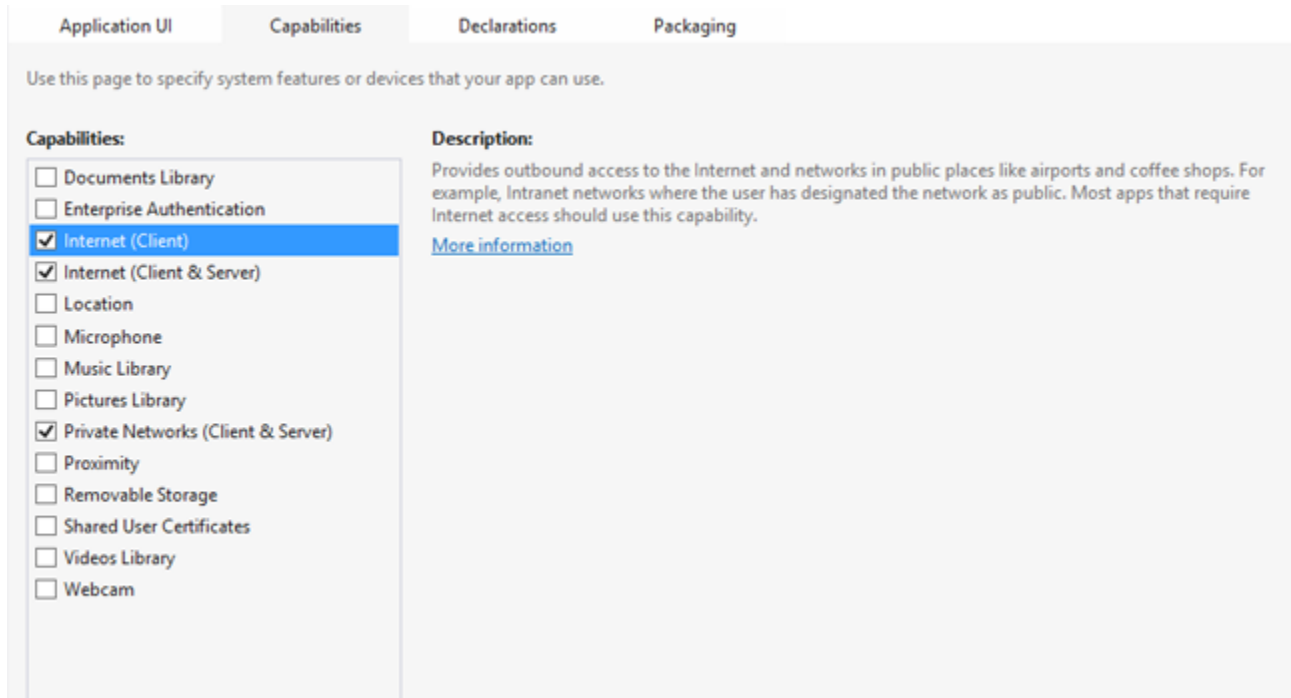 Application UI Capabilities Declarations Packaging
Use this page to specify system features or devices that your app can use.
Capabilities:
Documents Library
Enterprise Authentication
Internet (Client)
Internet (Client & Server)
Location
Microphone
Music Library
Pictures Library
Private Networks (Client & Server)
Proximity
Removable Storage
Shared User Certificates
Videos Library
Webcam
Description:
Provides outbound access to the Internet and networks in public places like airports and coffee shops. For
example, Intranet networks where the user has designated the network as public. Most apps that require
Internet access should use this capability.
More information